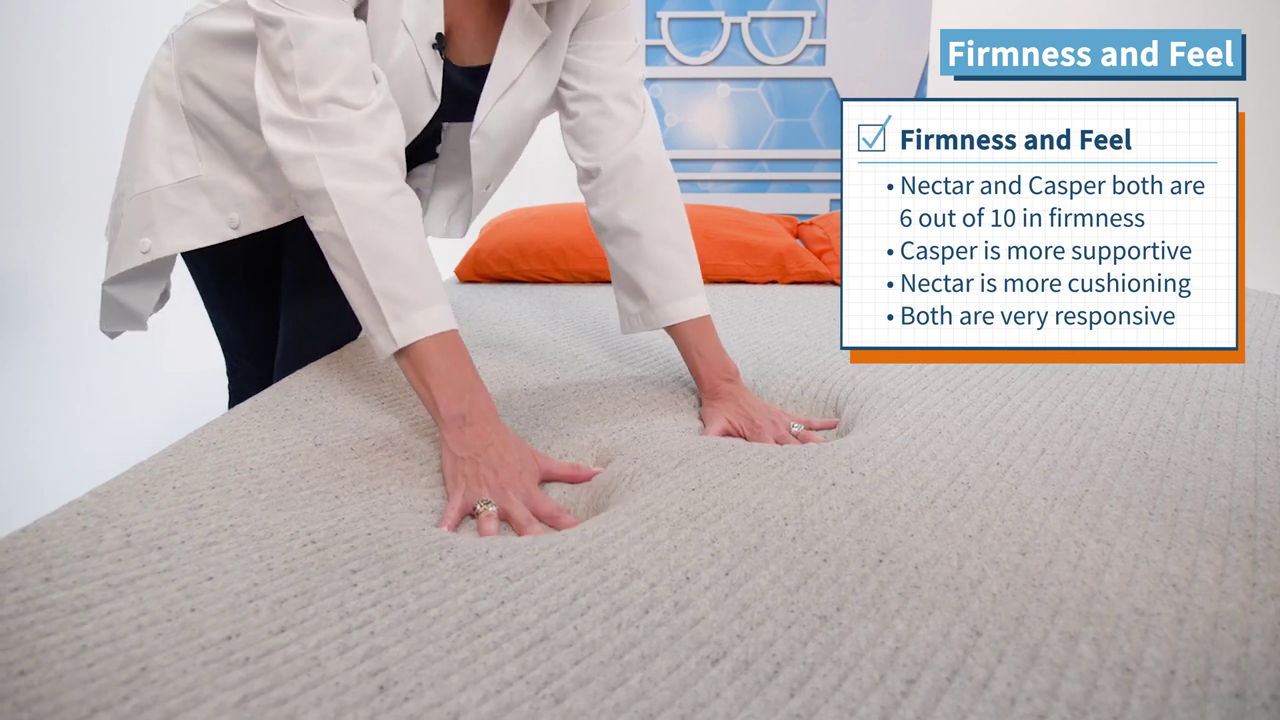 Firmness and Feel
Firmness and Feel
• Nectar and Casper both are
6 out of 10 in firmness
• Casper is more supportive
• Nectar is more cushioning
• Both are very responsive